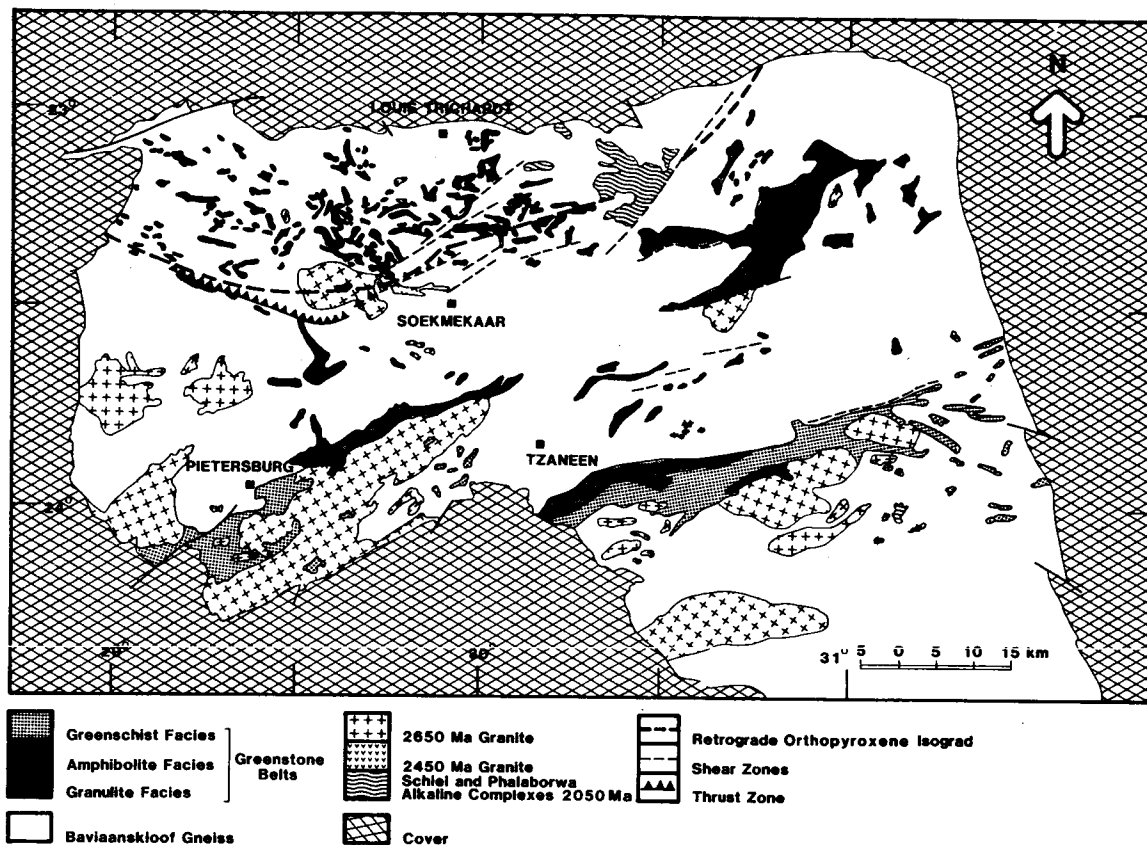 N
23°
LOUIS TRICHARDT
SOEKMEKAAR
PIETERSBURG
TZANEEN
24°
29°
30°
31°
5 0 5 10 15 km
Greenschist Facies
Amphibolite Facies
Granulite Facies
Greenstone
Belts
Baviaanskloof Gneiss
2650 Ma Granite
2450 Ma Granite
Schiel and Phalaborwa
Alkaline Complexes 2050 Ma
Cover
Retrograde Orthopyroxene Isograd
Shear Zones
Thrust Zone